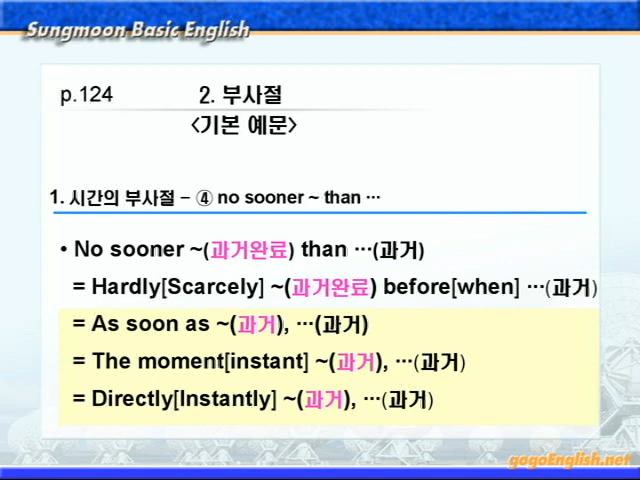 Sungmoon Basic English
p.124
2. 부사절
<기본 예문>
1. 시간의 부사절 – ④ no sooner ~ than ···
• No sooner ~(과거완료) than ···(과거)
= Hardly[Scarcely] ~(과거완료) before[when] ···(과거)
= As soon as ~(과거), ···(과거)
= The moment[instant] ~(과거), ···(과거)
= Directly[Instantly] ~(과거), ···(과거)
gogoEnglish.net